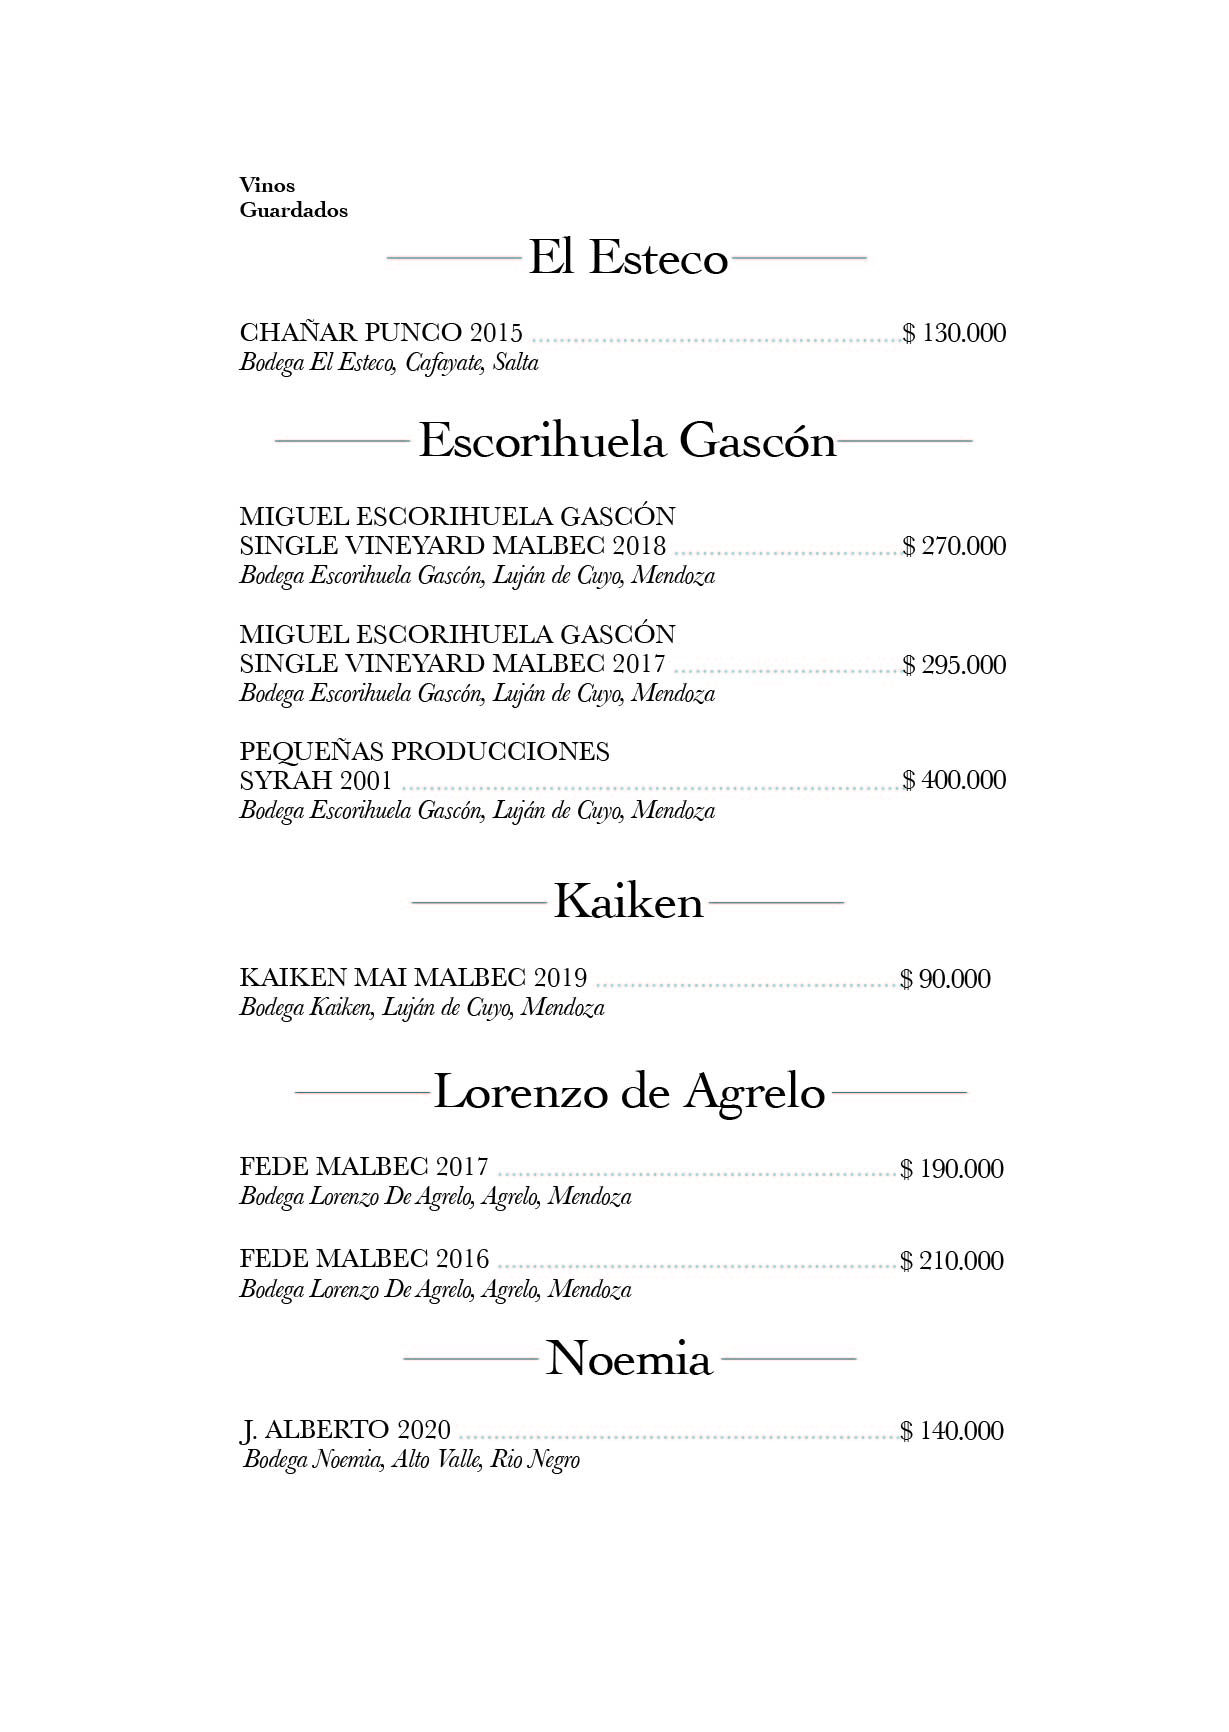 Vinos
Guardados
El Esteco
CHAÑAR PUNCO 2015 $ 130.000
Bodega El Esteco, Cafayate, Salta
Escorihuela Gascón
MIGUEL ESCORIHUELA GASCÓN
SINGLE VINEYARD MALBEC 2018 $ 270.000
Bodega Escorihuela Gascón, Luján de Cuyo, Mendoza
MIGUEL ESCORIHUELA GASCÓN
SINGLE VINEYARD MALBEC 2017 $ 295.000
Bodega Escorihuela Gascón, Luján de Cuyo, Mendoza
PEQUEÑAS PRODUCCIONES
SYRAH 2001 $ 400.000
Bodega Escorihuela Gascón, Luján de Cuyo, Mendoza
Kaiken
KAIKEN MAI MALBEC 2019 $ 90.000
Bodega Kaiken, Luján de Cuyo, Mendoza
Lorenzo de Agrelo
FEDE MALBEC 2017 $ 190.000
Bodega Lorenzo De Agrelo, Agrelo, Mendoza
FEDE MALBEC 2016 $ 210.000
Bodega Lorenzo De Agrelo, Agrelo, Mendoza
Noemia
J. ALBERTO 2020 $ 140.000
Bodega Noemia, Alto Valle, Rio Negro